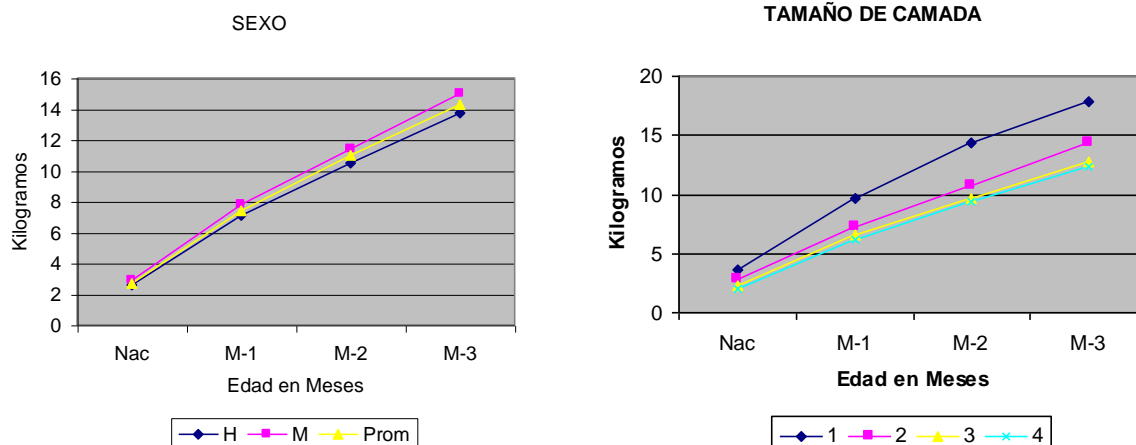 SEXO
16
14
12
10
8
6
4
2
0
Kilogramos
Nac M-1 M-2 M-3
Edad en Meses
H M Prom
TAMAÑO DE CAMADA
20
15
10
5
0
Kilogramos
Nac M-1 M-2 M-3
Edad en Meses
1 2 3 4